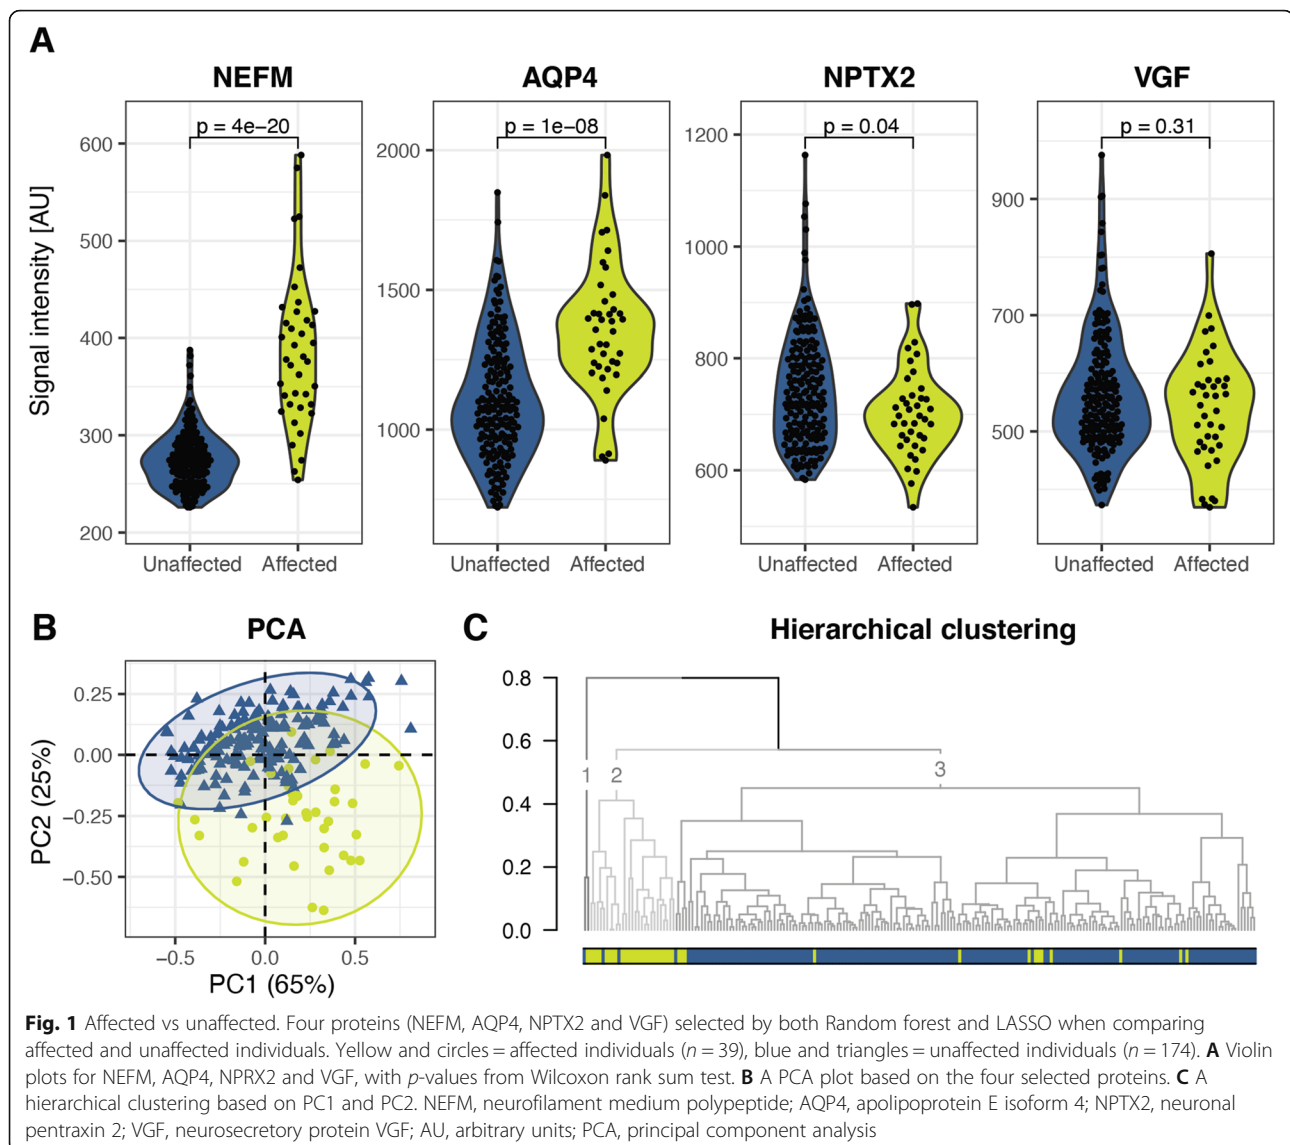 A
NEFM
AQP4
NPTX2
VGF
p = 4e−20
p = 1e−08
p = 0.04
p = 0.31
Signal intensity [AU]
600
500
400
300
200
2000
1500
1000
1200
1000
800
600
900
700
500
Unaffected Affected
Unaffected Affected
Unaffected Affected
Unaffected Affected
B
PCA
PC2 (25%)
0.25
0.00
−0.25
−0.50
−0.5 0.0 0.5
PC1 (65%)
C
Hierarchical clustering
0.8
0.6
0.4
0.2
0.0
1 2 3
Fig. 1 Affected vs unaffected. Four proteins (NEFM, AQP4, NPTX2 and VGF) selected by both Random forest and LASSO when comparing
affected and unaffected individuals. Yellow and circles = affected individuals (n = 39), blue and triangles = unaffected individuals (n = 174). A Violin
plots for NEFM, AQP4, NPRX2 and VGF, with p-values from Wilcoxon rank sum test. B A PCA plot based on the four selected proteins. C A
hierarchical clustering based on PC1 and PC2. NEFM, neurofilament medium polypeptide; AQP4, apolipoprotein E isoform 4; NPTX2, neuronal
pentraxin 2; VGF, neurosecretory protein VGF; AU, arbitrary units; PCA, principal component analysis